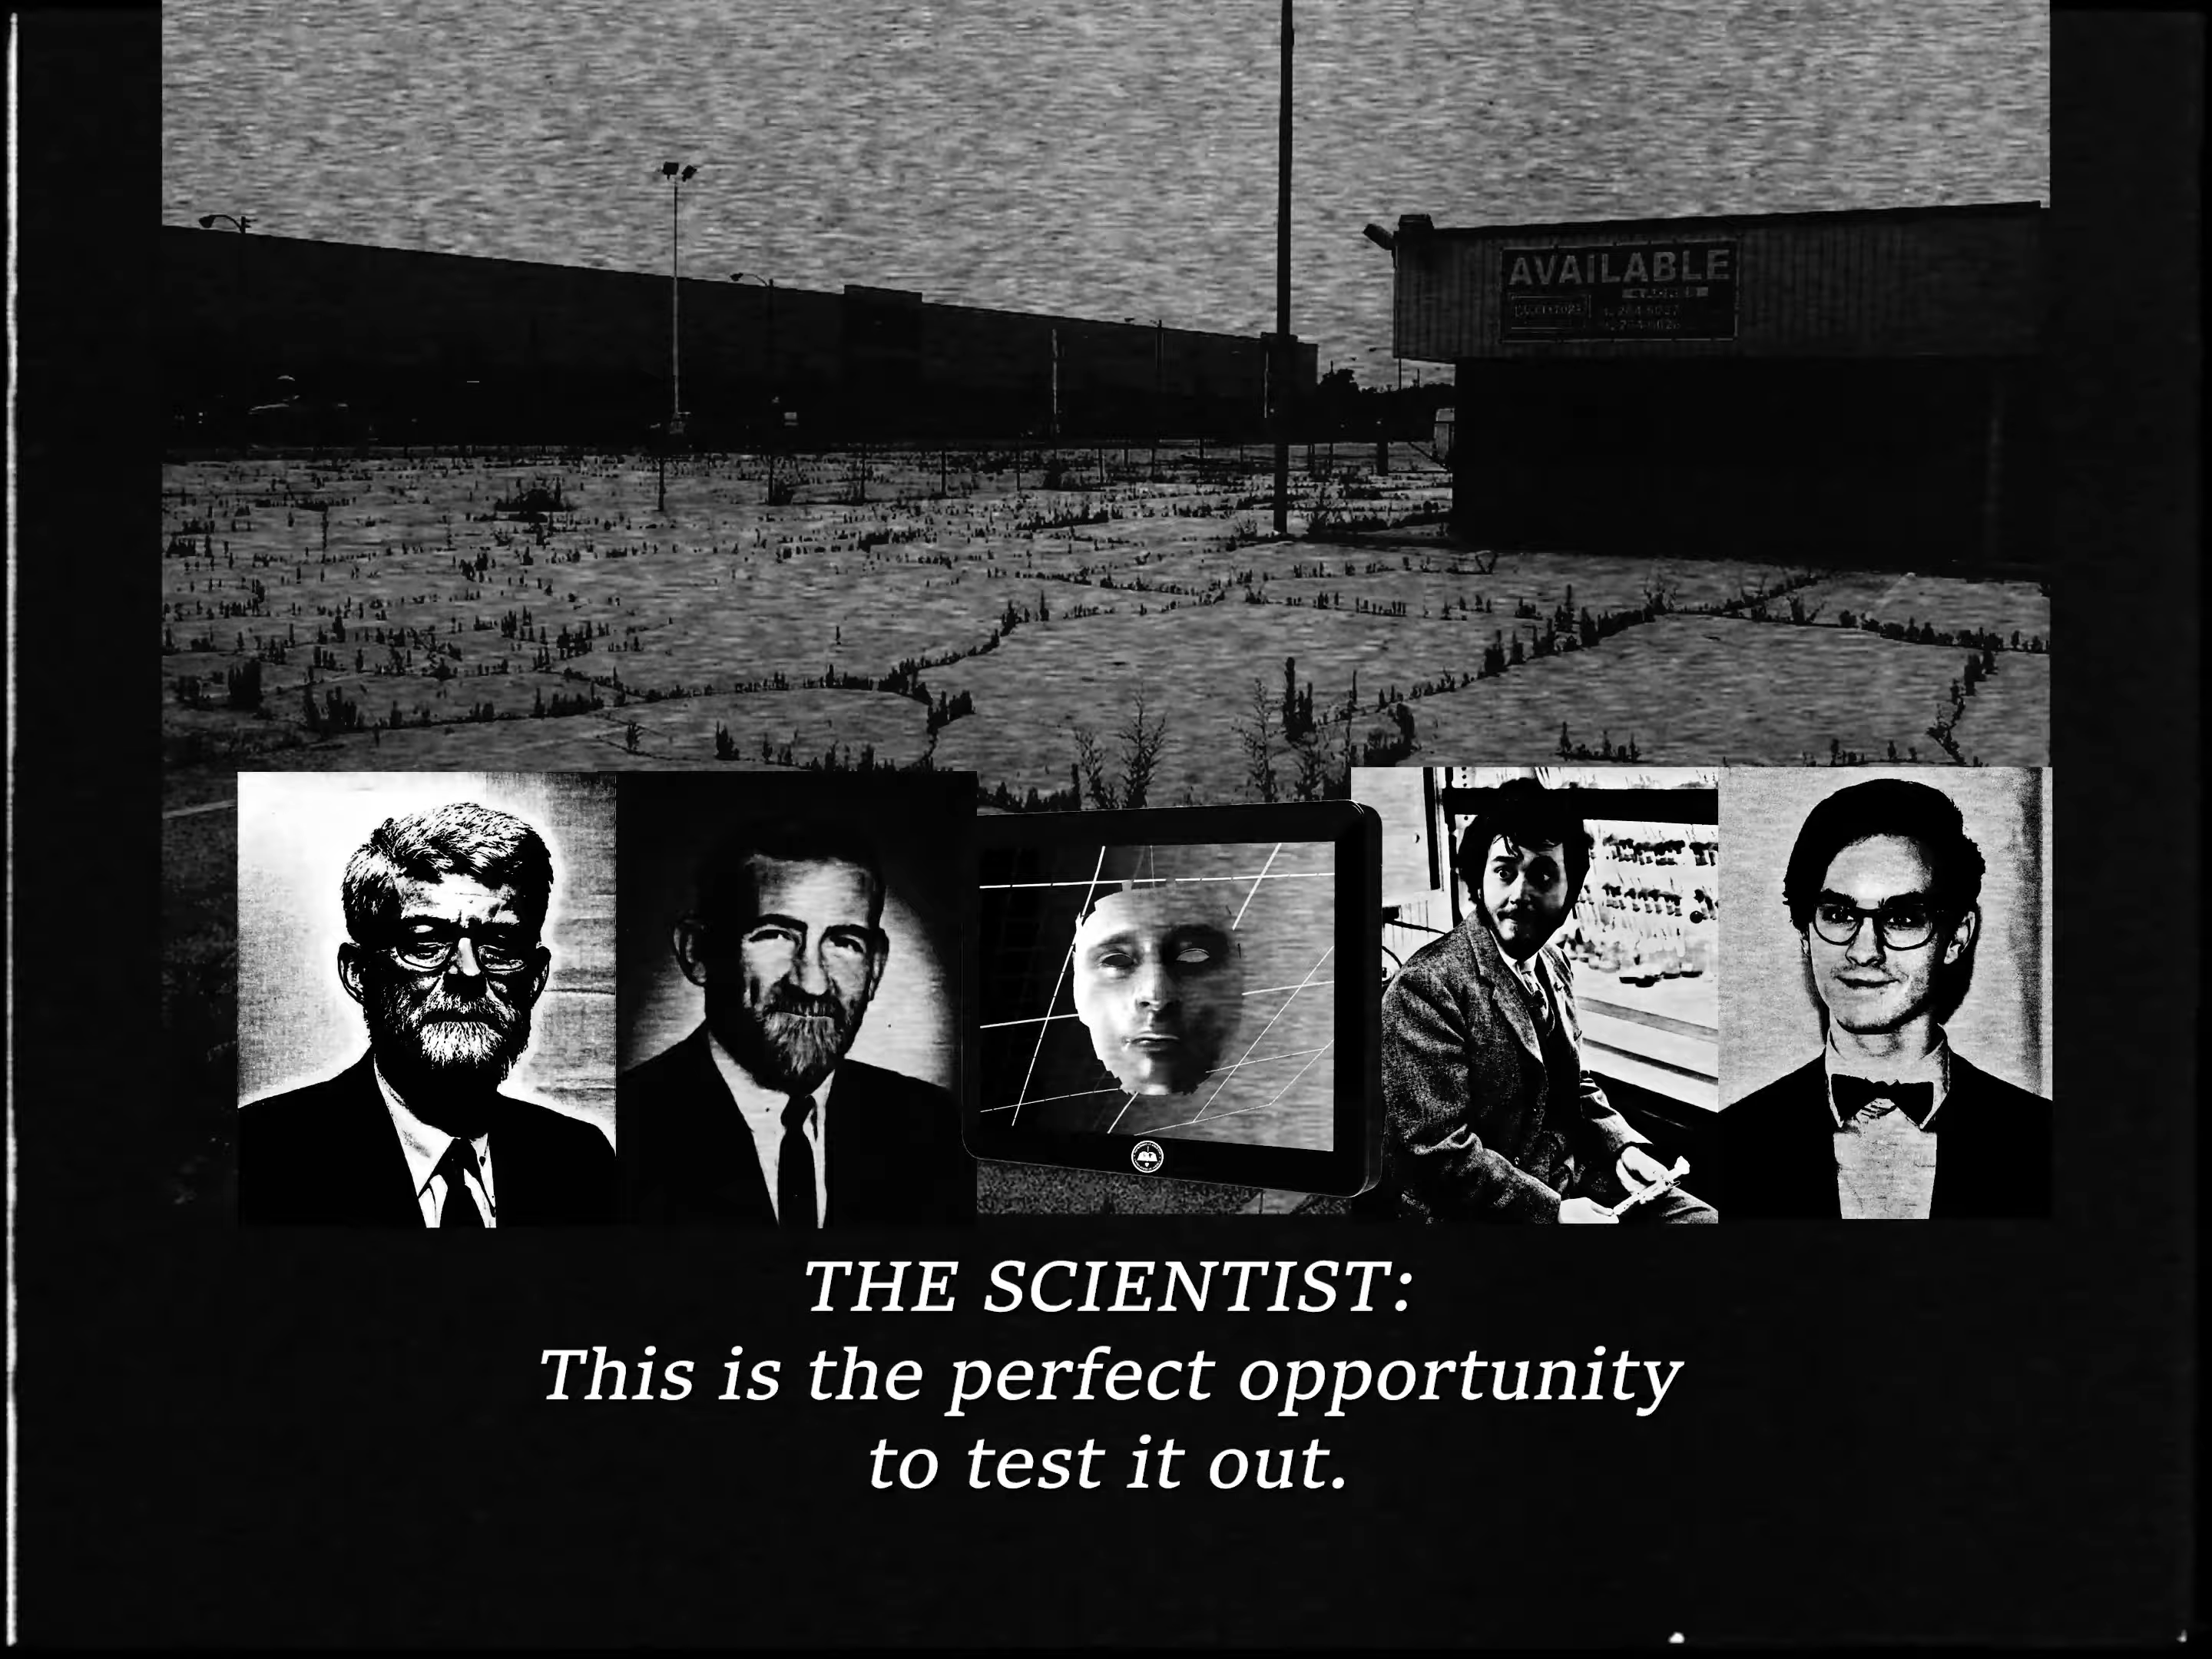 AVAILABLE
THE SCIENTIST:
This is the perfect opportunity
to test it out.